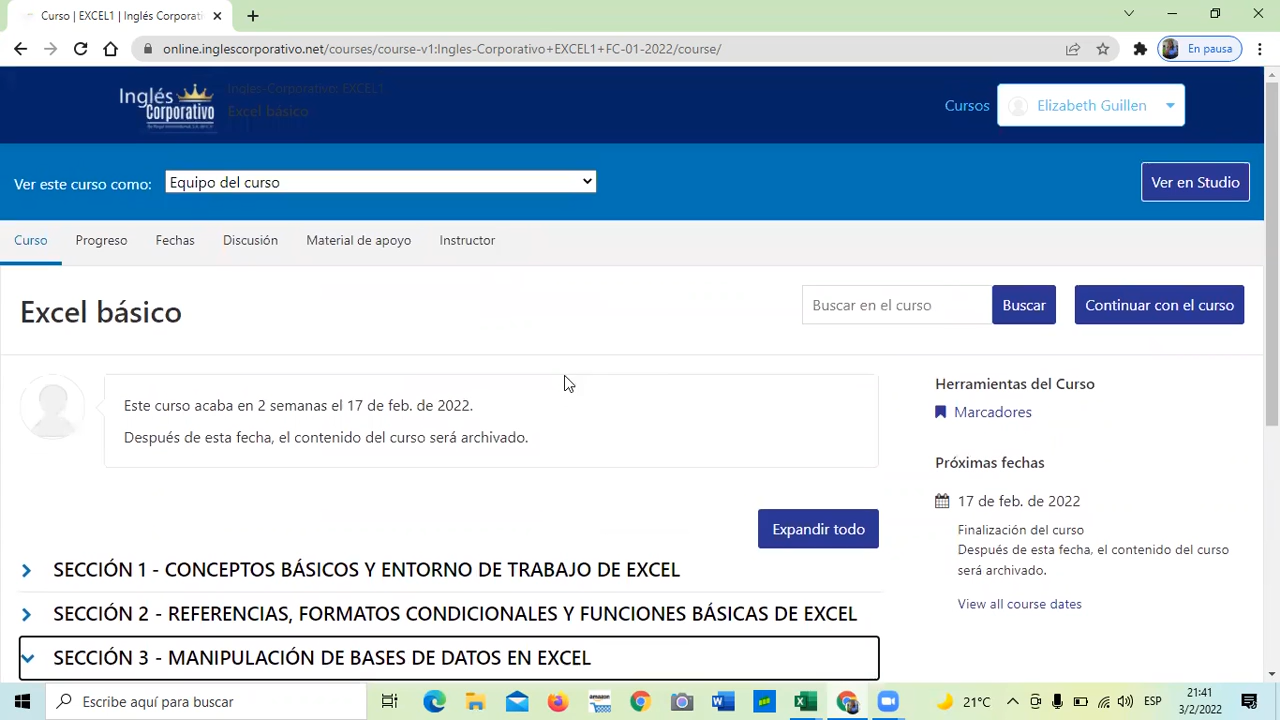 Curso | EXCEL1 | Inglés Corporati
online.inglescorporativo.net/courses/course-v1:Ingles-Corporativo+EXCEL1+FC-01-2022/course/
En pausa
Inglés
Corporativo
Ingles-Corporativo: EXCEL1
Excel básico
Cursos
Elizabeth Guillen
Ver este curso como:
Equipo del curso
Ver en Studio
Curso
Progreso
Fechas
Discusión
Material de apoyo
Instructor
Excel básico
Buscar en el curso
Buscar
Continuar con el curso
Este curso acaba en 2 semanas el 17 de feb. de 2022.
Después de esta fecha, el contenido del curso será archivado.
Herramientas del Curso
Marcadores
Próximas fechas
17 de feb. de 2022
Finalización del curso
Después de esta fecha, el contenido del curso
será archivado.
View all course dates
Expandir todo
SECCIÓN 1 - CONCEPTOS BÁSICOS Y ENTORNO DE TRABAJO DE EXCEL
SECCIÓN 2 - REFERENCIAS, FORMATOS CONDICIONALES Y FUNCIONES BÁSICAS DE EXCEL
SECCIÓN 3 - MANIPULACIÓN DE BASES DE DATOS EN EXCEL
Escribe aquí para buscar
amazon
21°C
ESP
21:41
3/2/2022